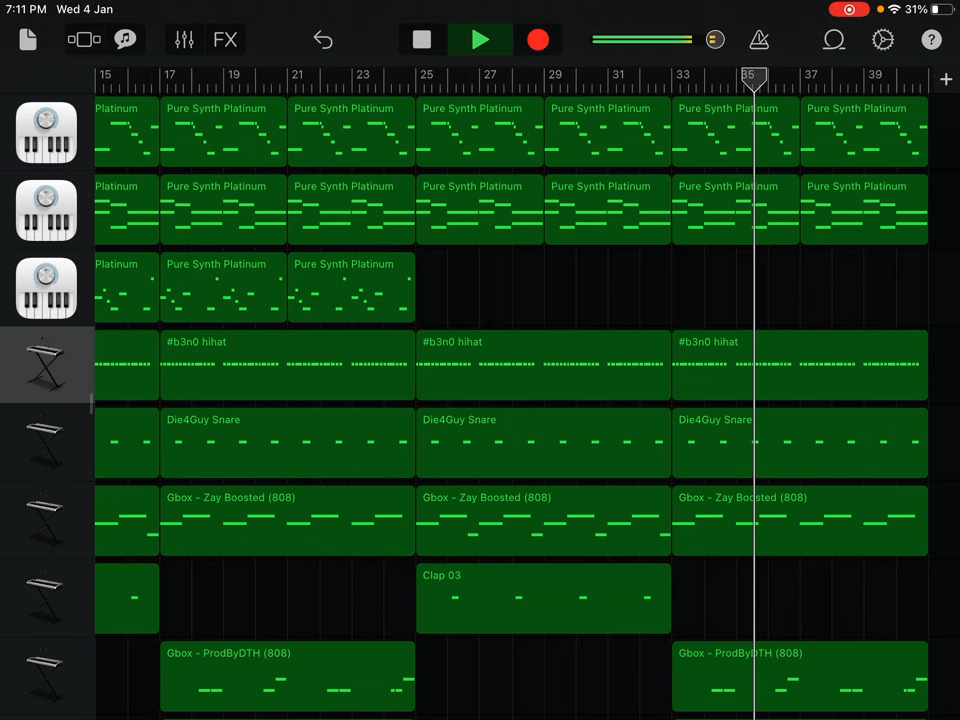 7:11 PM Wed 4 Jan 31%
FX ?
15 17 19 21 23 25 27 29 31 33 35 37 39 +
Platinum Pure Synth Platinum Pure Synth Platinum Pure Synth Platinum Pure Synth Platinum Pure Synth Platinum Pure Synth Platinum
Platinum Pure Synth Platinum Pure Synth Platinum Pure Synth Platinum Pure Synth Platinum Pure Synth Platinum Pure Synth Platinum
Platinum Pure Synth Platinum Pure Synth Platinum
#b3n0 hihat #b3n0 hihat #b3n0 hihat
Die4Guy Snare Die4Guy Snare Die4Guy Snare
Gbox - Zay Boosted (808) Gbox - Zay Boosted (808) Gbox - Zay Boosted (808)
Clap 03
Gbox - ProdByDTH (808) Gbox - ProdByDTH (808)